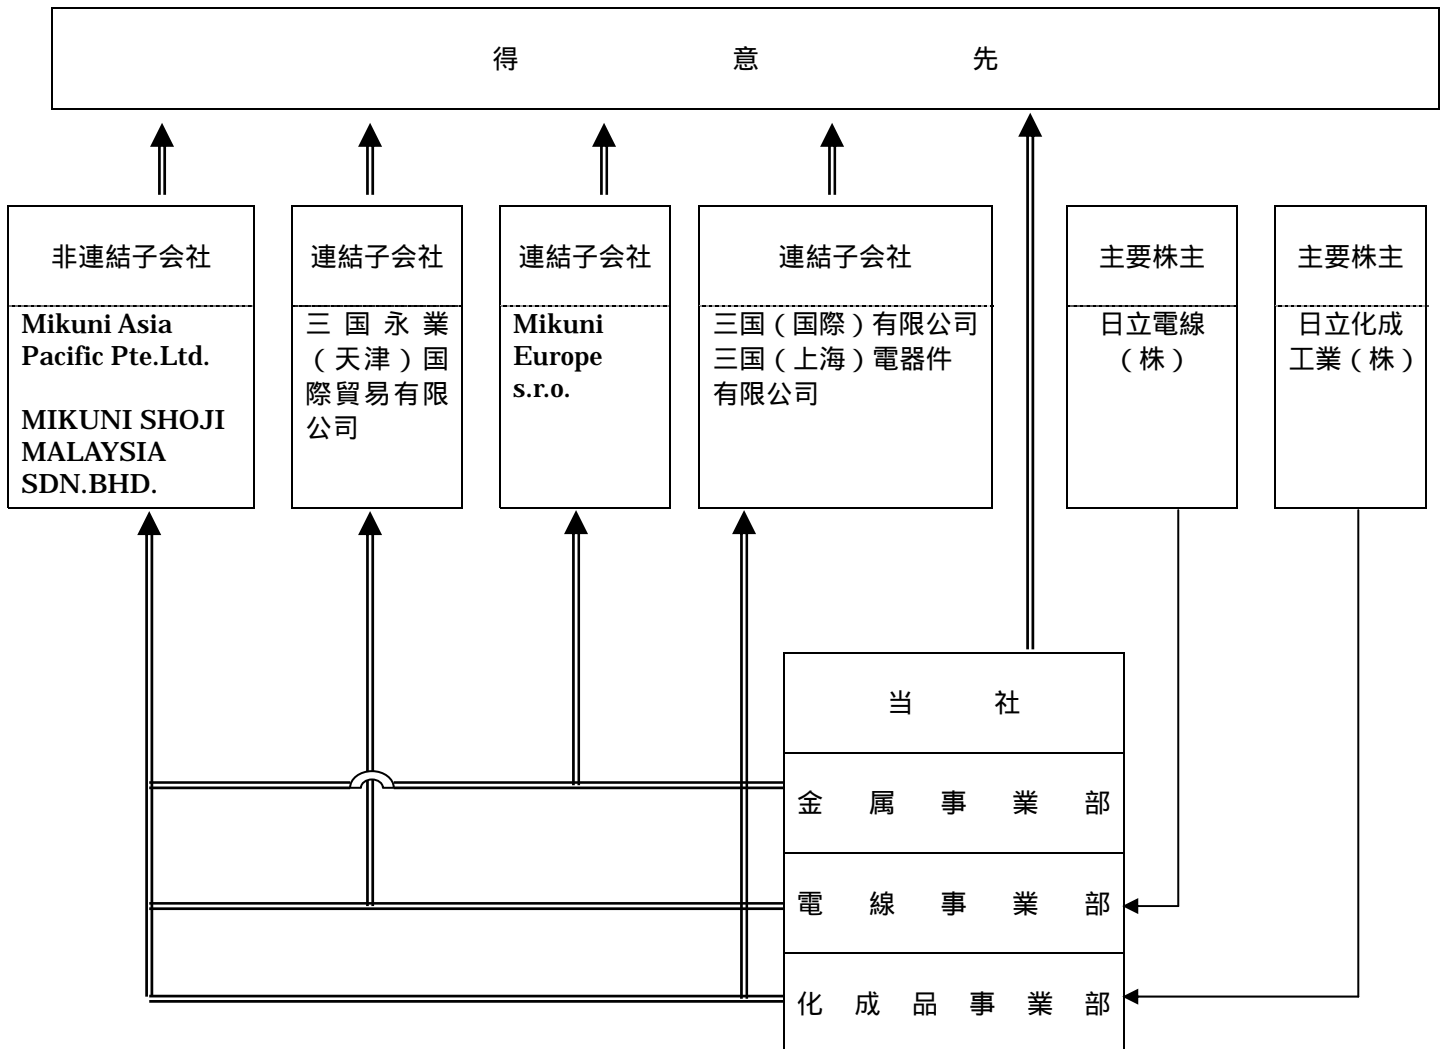 得意先
非連結子会社
Mikuni Asia
Pacific Pte.Ltd.
MIKUNI SHOJI
MALAYSIA
SDN.BHD.
連結子会社
三国永業
（天津）国
際貿易有限
公司
連結子会社
Mikuni
Europe
s.r.o.
連結子会社
三国（国際）有限公司
三国（上海）電器件
有限公司
主要株主
日立電線
（株）
主要株主
日立化成
工業（株）
当社
金属事業部
電線事業部
化成品事業部